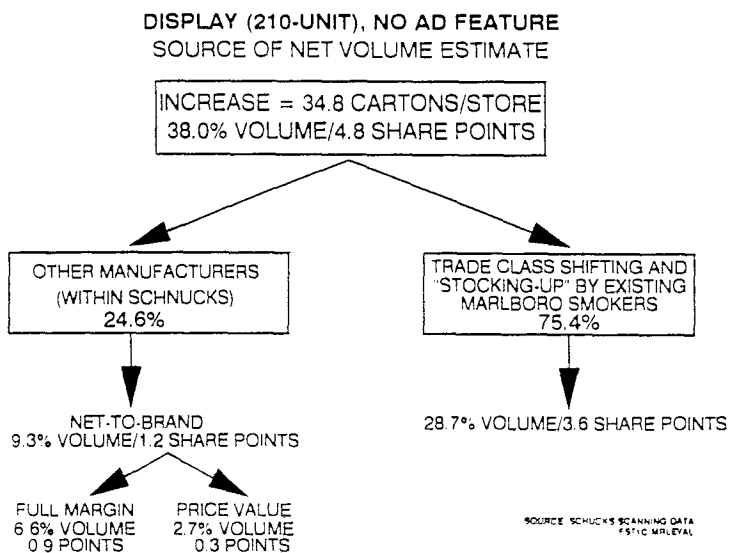 DISPLAY (210-UNIT), NO AD FEATURE
SOURCE OF NET VOLUME ESTIMATE
INCREASE = 34.8 CARTONS/STORE
38.0% VOLUME/4.8 SHARE POINTS
OTHER MANUFACTURERS
(WITHIN SCHNUCKS)
24.6%
TRADE CLASS SHIFTING AND
"STOCKING-UP" BY EXISTING
MARLBORO SMOKERS
75.4%
NET-TO-BRAND
9.3% VOLUME/1.2 SHARE POINTS
28.7% VOLUME/3.6 SHARE POINTS
FULL MARGIN
6.6% VOLUME
0.9 POINTS
PRICE VALUE
2.7% VOLUME
0.3 POINTS
SOURCE SCHUCKS SCANNING DATA